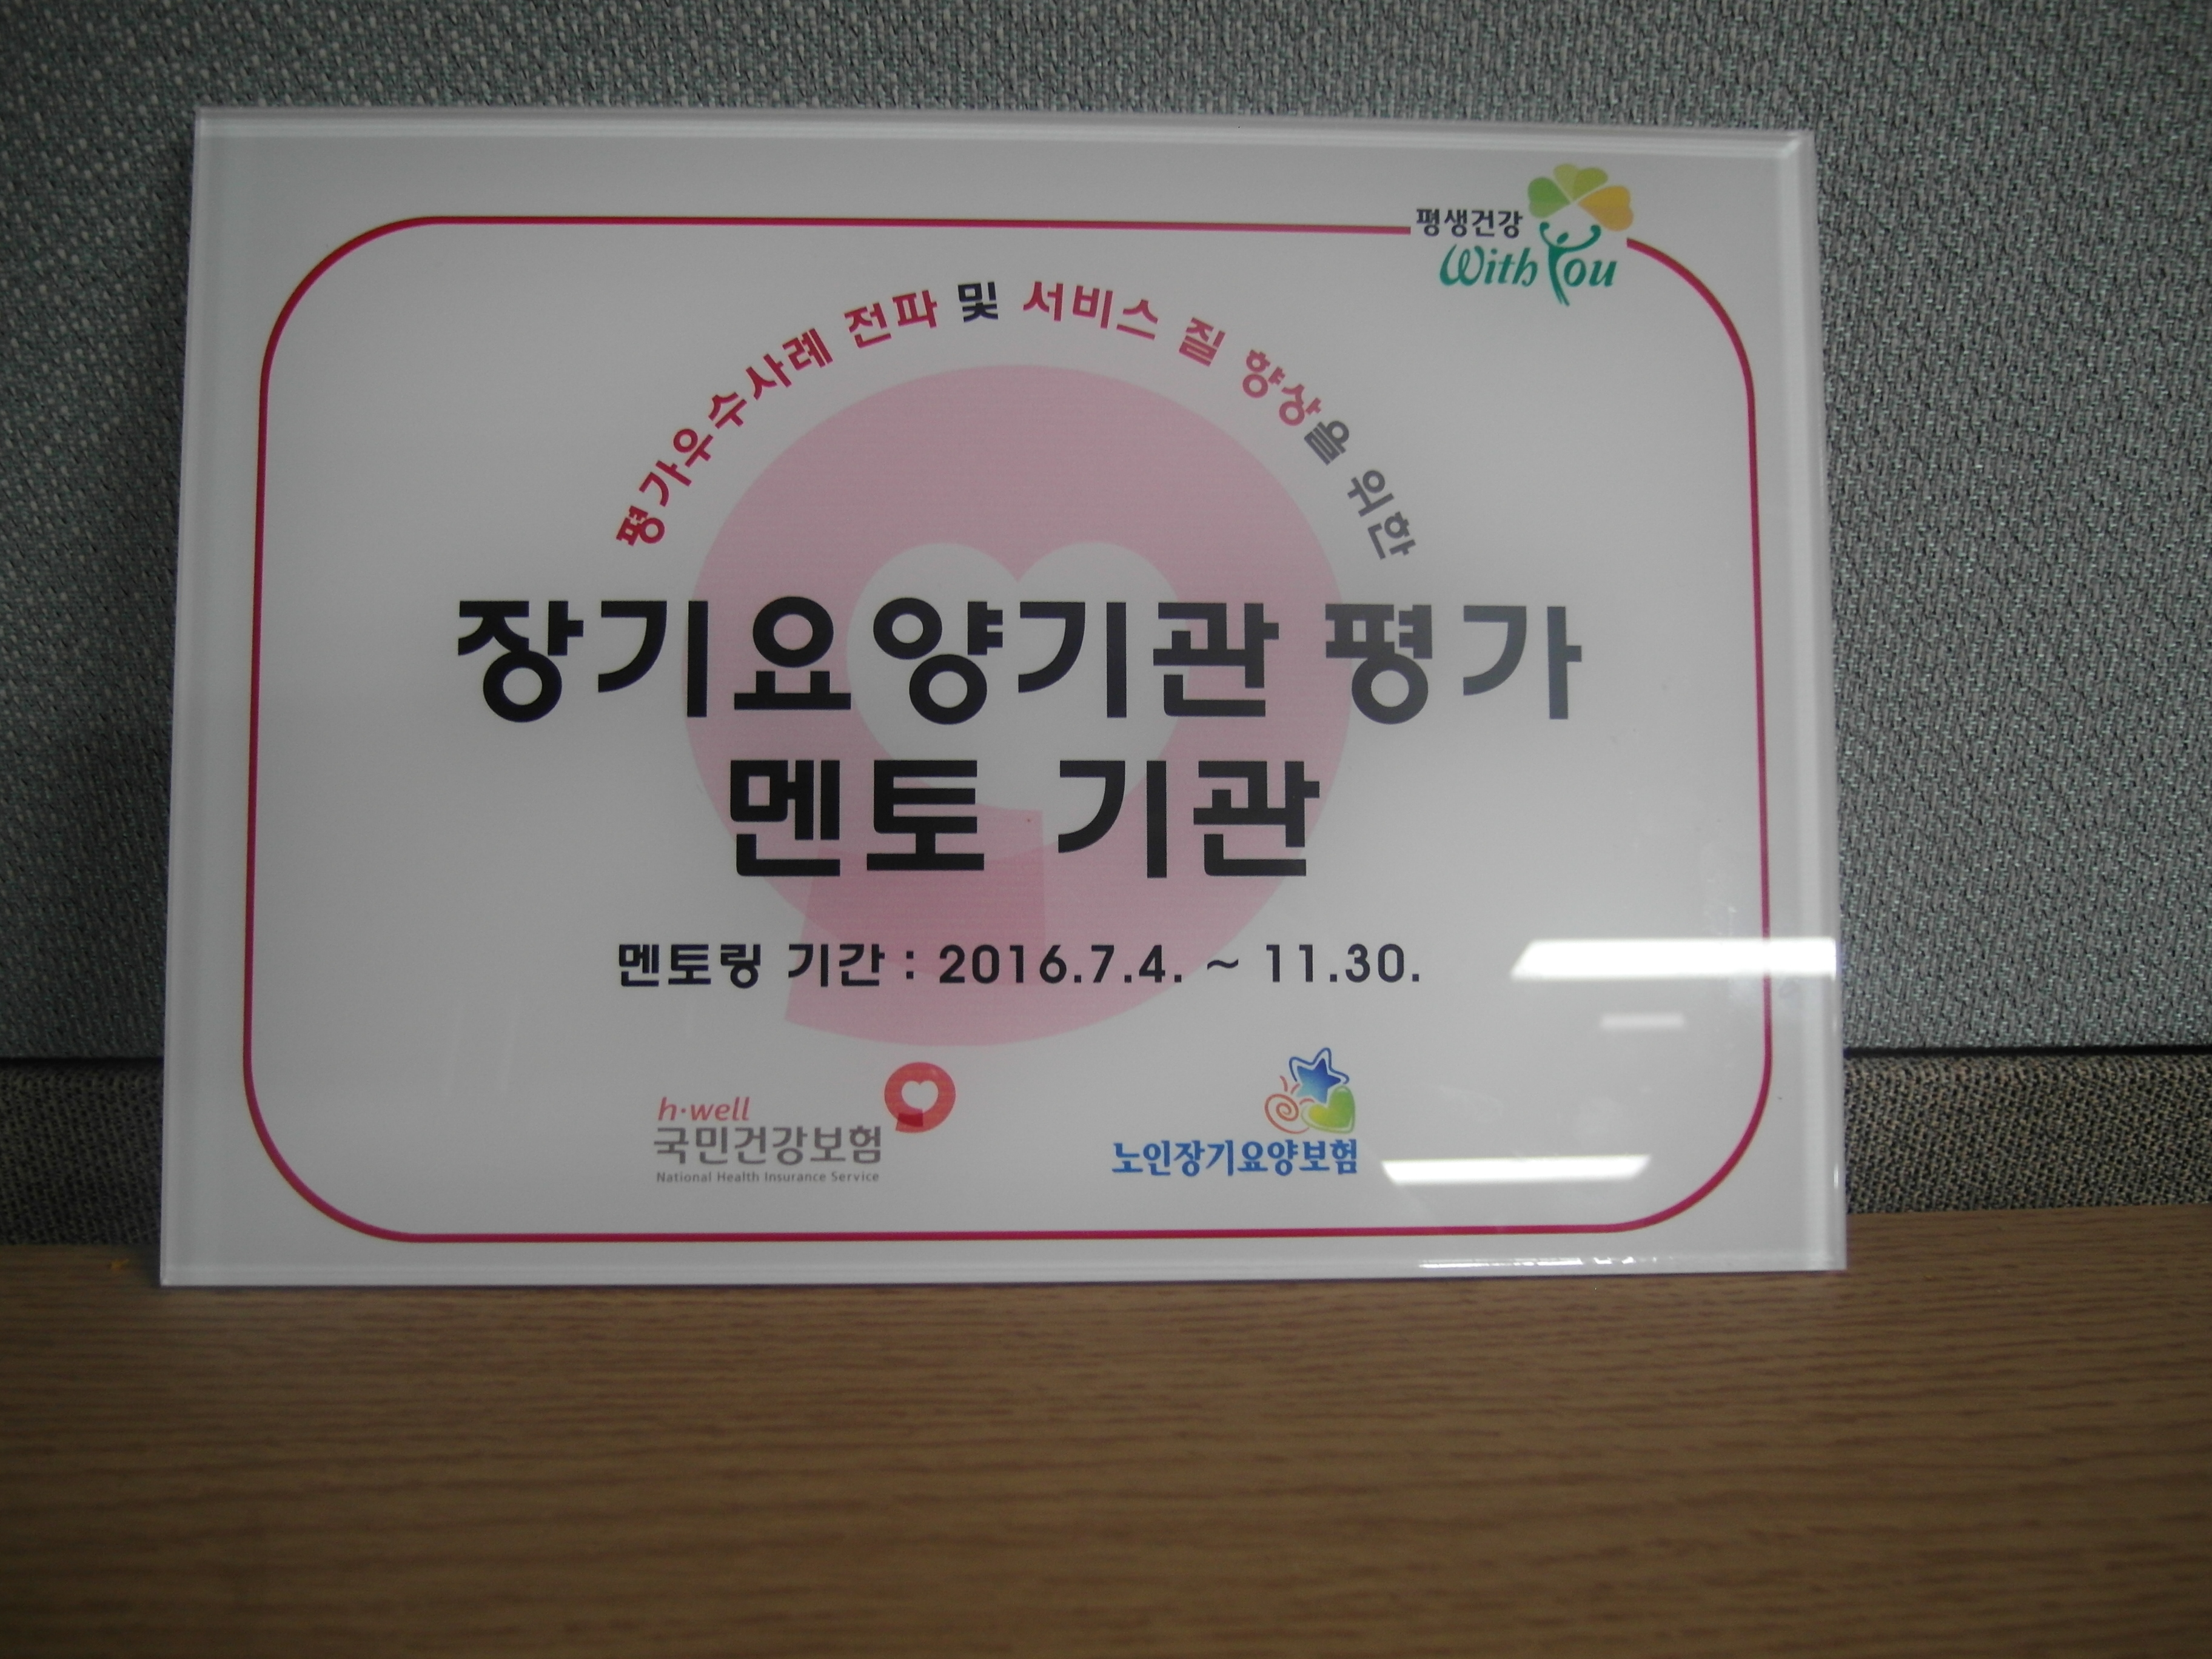 평생건강
With You
평가우수사례 전파 및 서비스 질 향상을 위한
장기요양기관 평가
멘토 기관
멘토링 기간 : 2016.7.4. ~ 11.30.
h·well
국민건강보험
National Health Insurance Service
노인장기요양보험